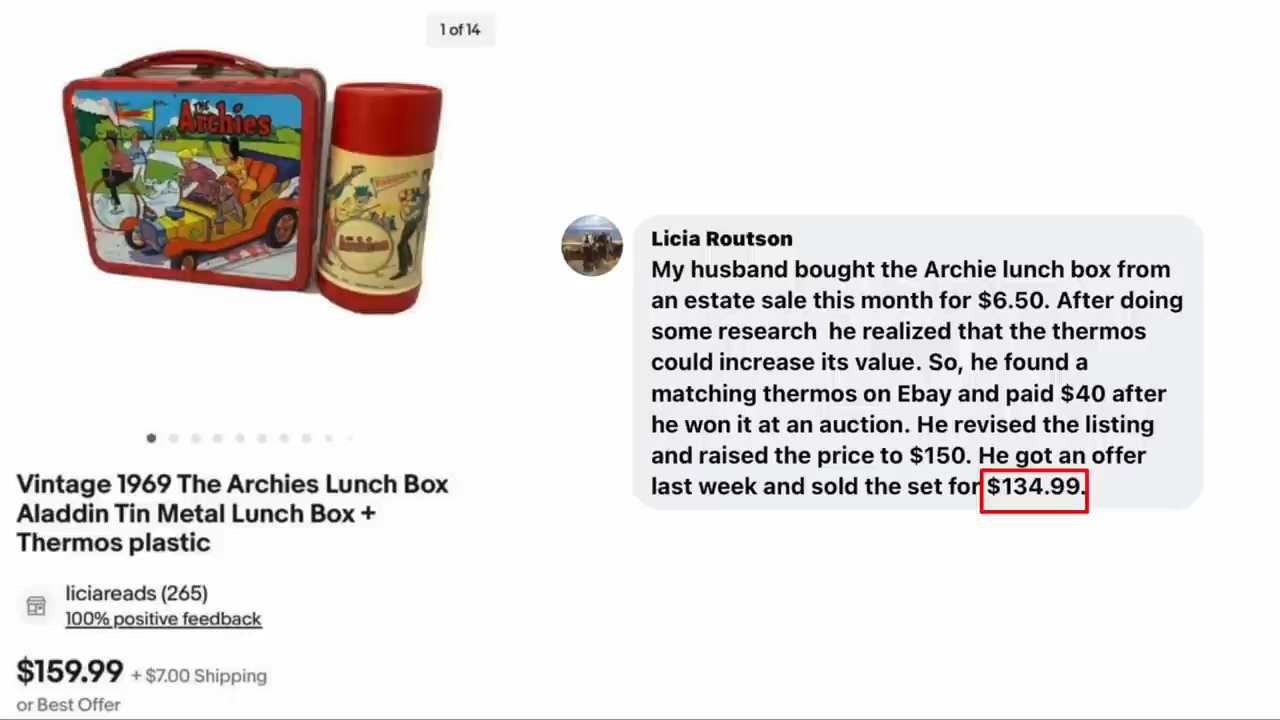 1 of 14
THE
Archies
Archies
Vintage 1969 The Archies Lunch Box
Aladdin Tin Metal Lunch Box +
Thermos plastic
liciareads (265)
100% positive feedback
$159.99 + $7.00 Shipping
or Best Offer
Licia Routson
My husband bought the Archie lunch box from
an estate sale this month for $6.50. After doing
some research he realized that the thermos
could increase its value. So, he found a
matching thermos on Ebay and paid $40 after
he won it at an auction. He revised the listing
and raised the price to $150. He got an offer
last week and sold the set for $134.99.